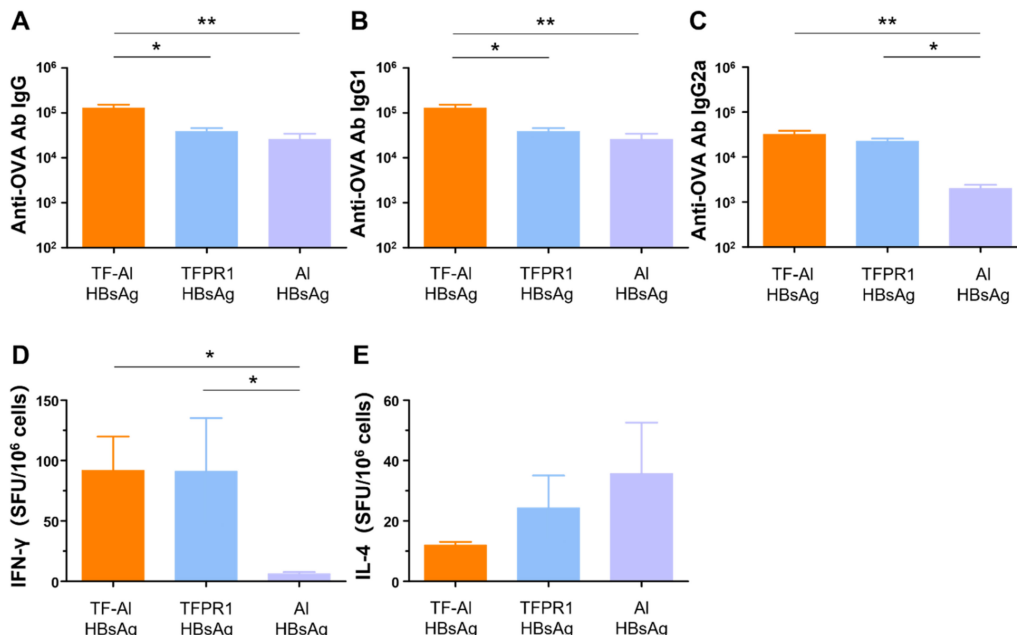 A
**
*
Anti-OVA Ab IgG
10⁶
10⁵
10⁴
10³
10²
TF-Al
HBsAg
TFPR1
HBsAg
Al
HBsAg
B
**
*
Anti-OVA Ab IgG1
10⁶
10⁵
10⁴
10³
10²
TF-Al
HBsAg
TFPR1
HBsAg
Al
HBsAg
C
**
*
Anti-OVA Ab IgG2a
10⁶
10⁵
10⁴
10³
10²
TF-Al
HBsAg
TFPR1
HBsAg
Al
HBsAg
D
*
*
IFN-γ (SFU/10⁶ cells)
150
100
50
0
TF-Al
HBsAg
TFPR1
HBsAg
Al
HBsAg
E
IL-4 (SFU/10⁶ cells)
60
40
20
0
TF-Al
HBsAg
TFPR1
HBsAg
Al
HBsAg